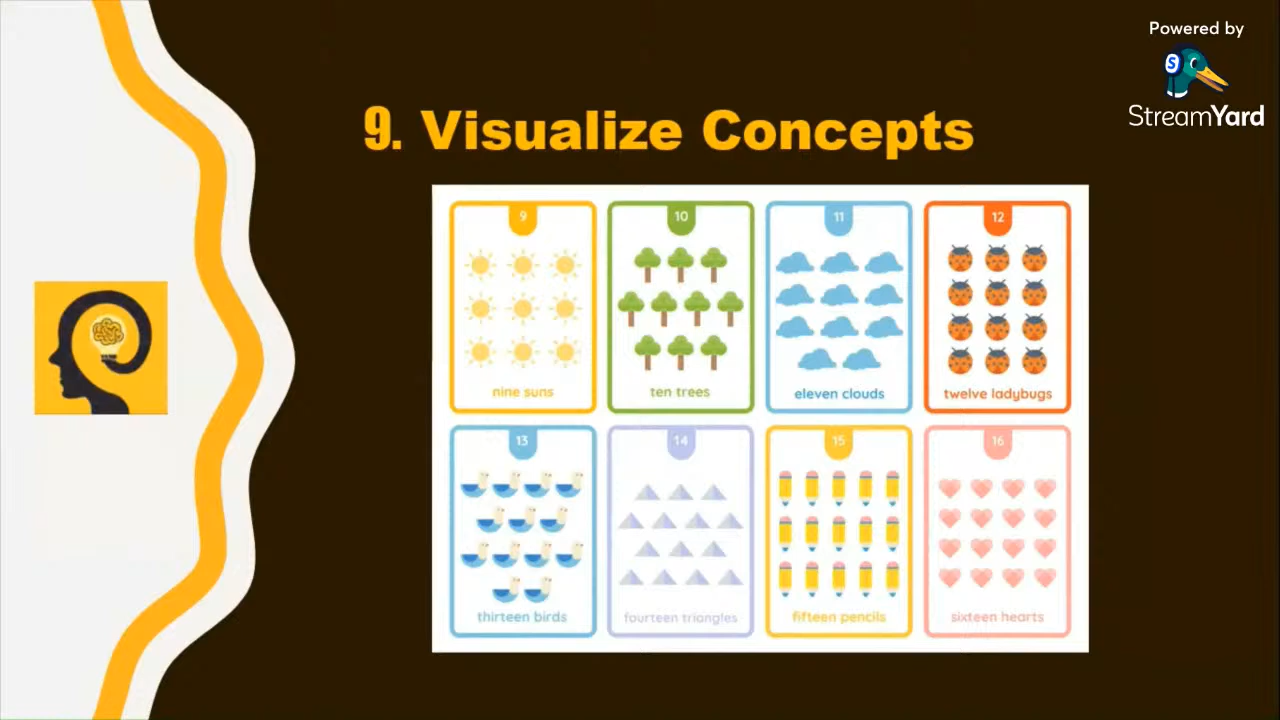 Powered by
S
StreamYard
9. Visualize Concepts
9
nine suns
10
ten trees
11
eleven clouds
12
twelve ladybugs
13
thirteen birds
14
fourteen triangles
15
fifteen pencils
16
sixteen hearts